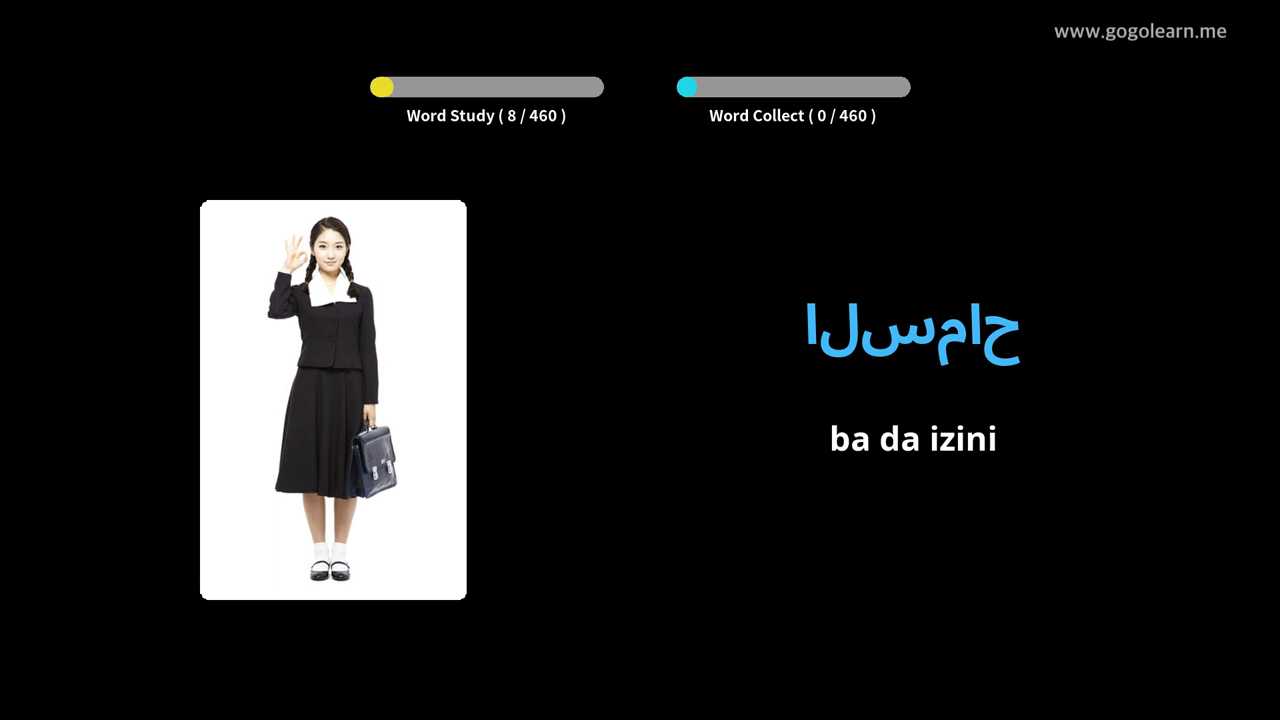 www.gogolearn.me
Word Study ( 8 / 460 )
Word Collect ( 0 / 460 )
السماح
ba da izini